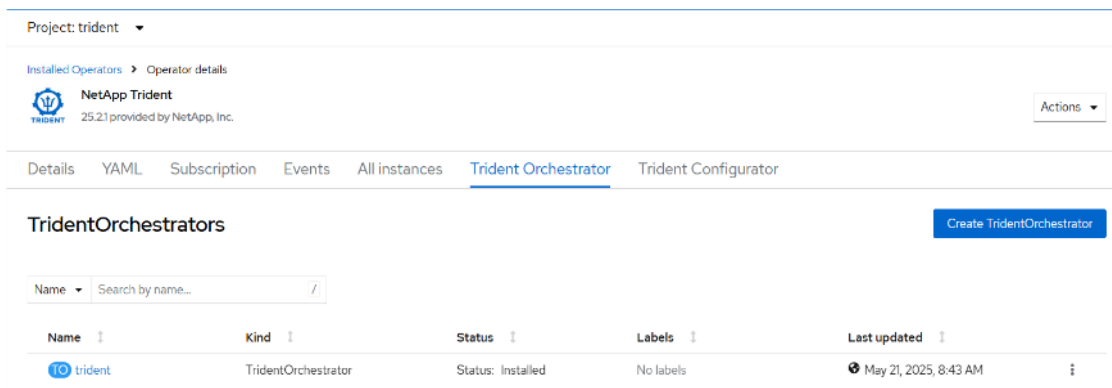 Project: trident
Installed Operators > Operator details
TRIDENT
NetApp Trident
25.2.1 provided by NetApp, Inc.
Actions
Details YAML Subscription Events All instances Trident Orchestrator Trident Configurator
TridentOrchestrators
Create TridentOrchestrator
Name Search by name... /
Name Kind Status Labels Last updated
TO trident TridentOrchestrator Status: Installed No labels May 21, 2025, 8:43 AM